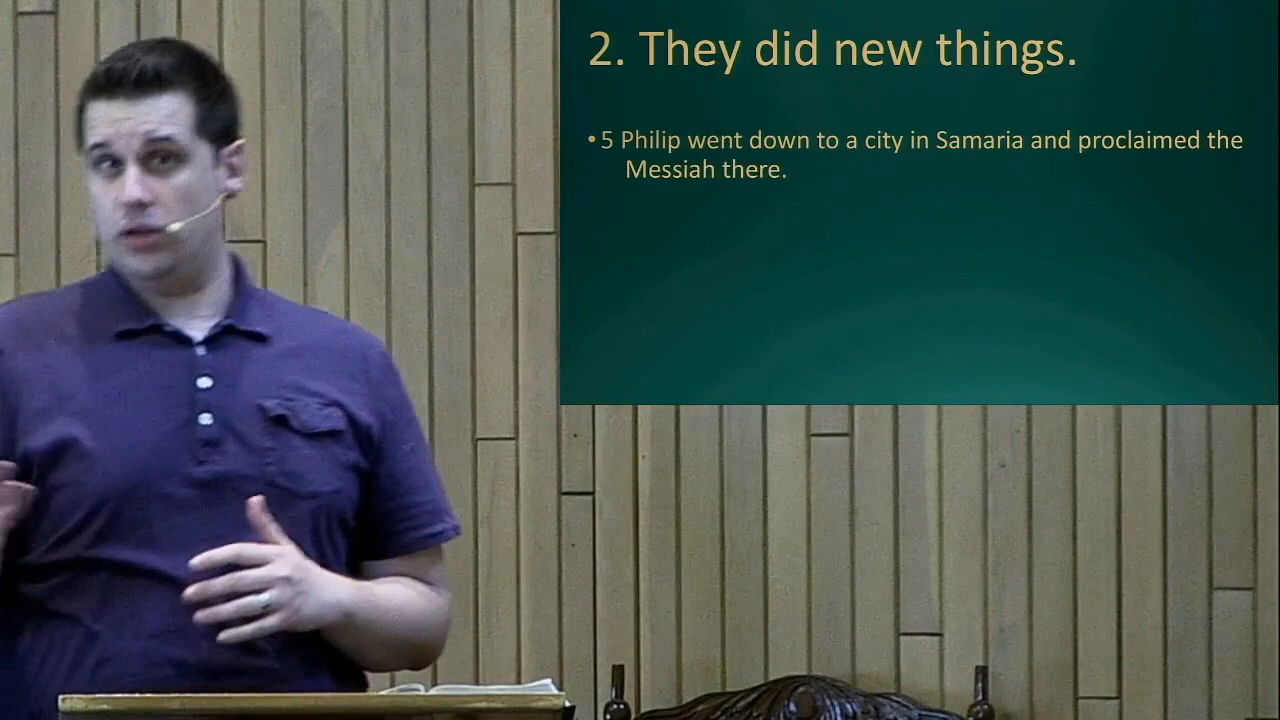 2. They did new things.
• 5 Philip went down to a city in Samaria and proclaimed the
Messiah there.